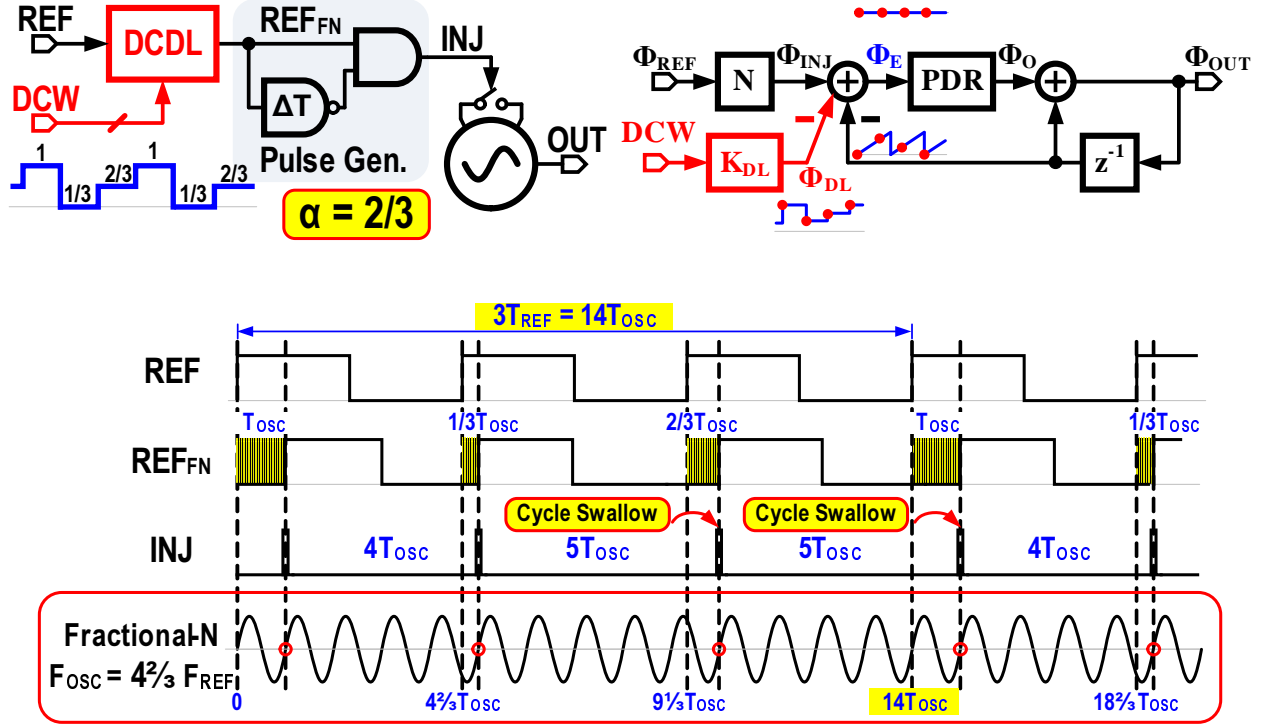 REF
DCDL
REFFN
INJ
DCW
ΔT
Pulse Gen.
OUT
1
1/3
2/3
1
1/3
2/3
α = 2/3
ΦREF
N
ΦINJ
ΦE
PDR
ΦO
ΦOUT
DCW
KDL
ΦDL
z-1
3TREF = 14TOSC
REF
TOSC
1/3TOSC
2/3TOSC
TOSC
1/3TOSC
REFFN
Cycle Swallow
Cycle Swallow
INJ
4TOSC
5TOSC
5TOSC
4TOSC
Fractional-N
FOSC = 4⅔ FREF
0
4⅔TOSC
9⅓TOSC
14TOSC
18⅔TOSC